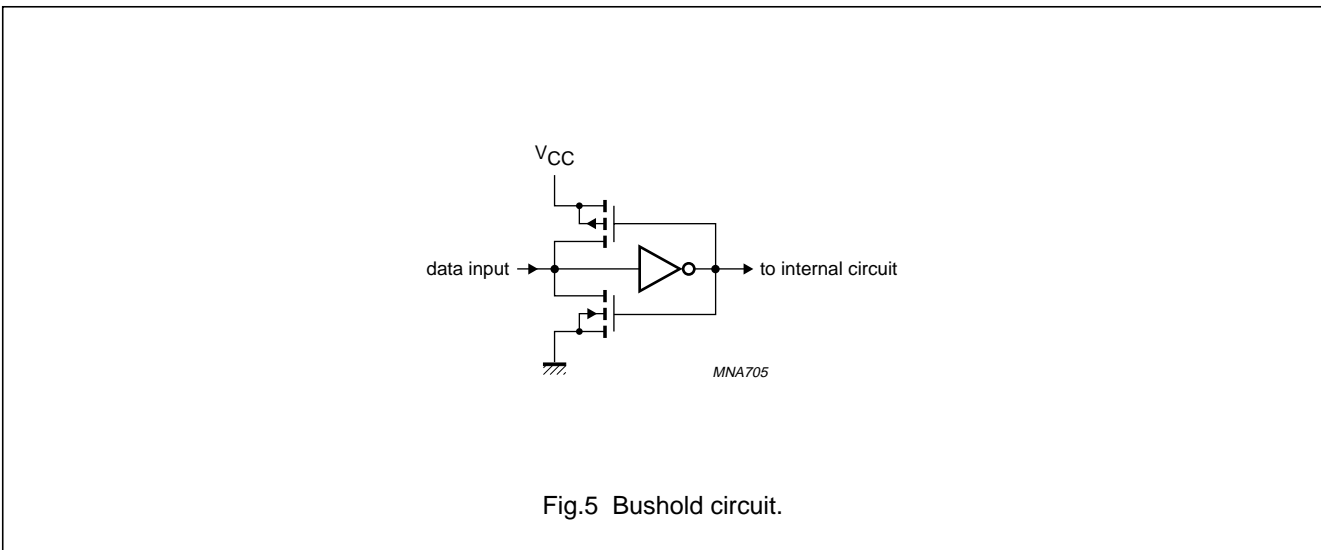 VCC
data input
to internal circuit
MNA705
Fig.5 Bushold circuit.